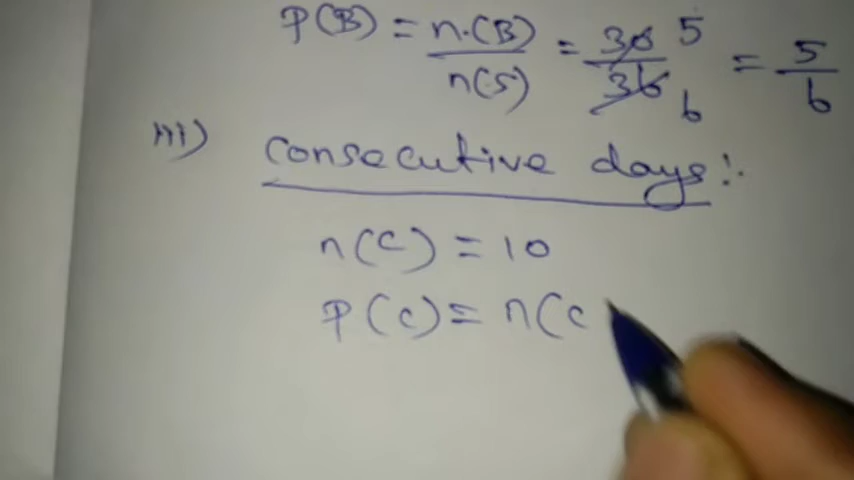 P(B) = n.(B) / n(S) = 30 / 36 5 / 6 = 5 / 6
iii) Consecutive days:
n(C) = 10
P(C) = n(C